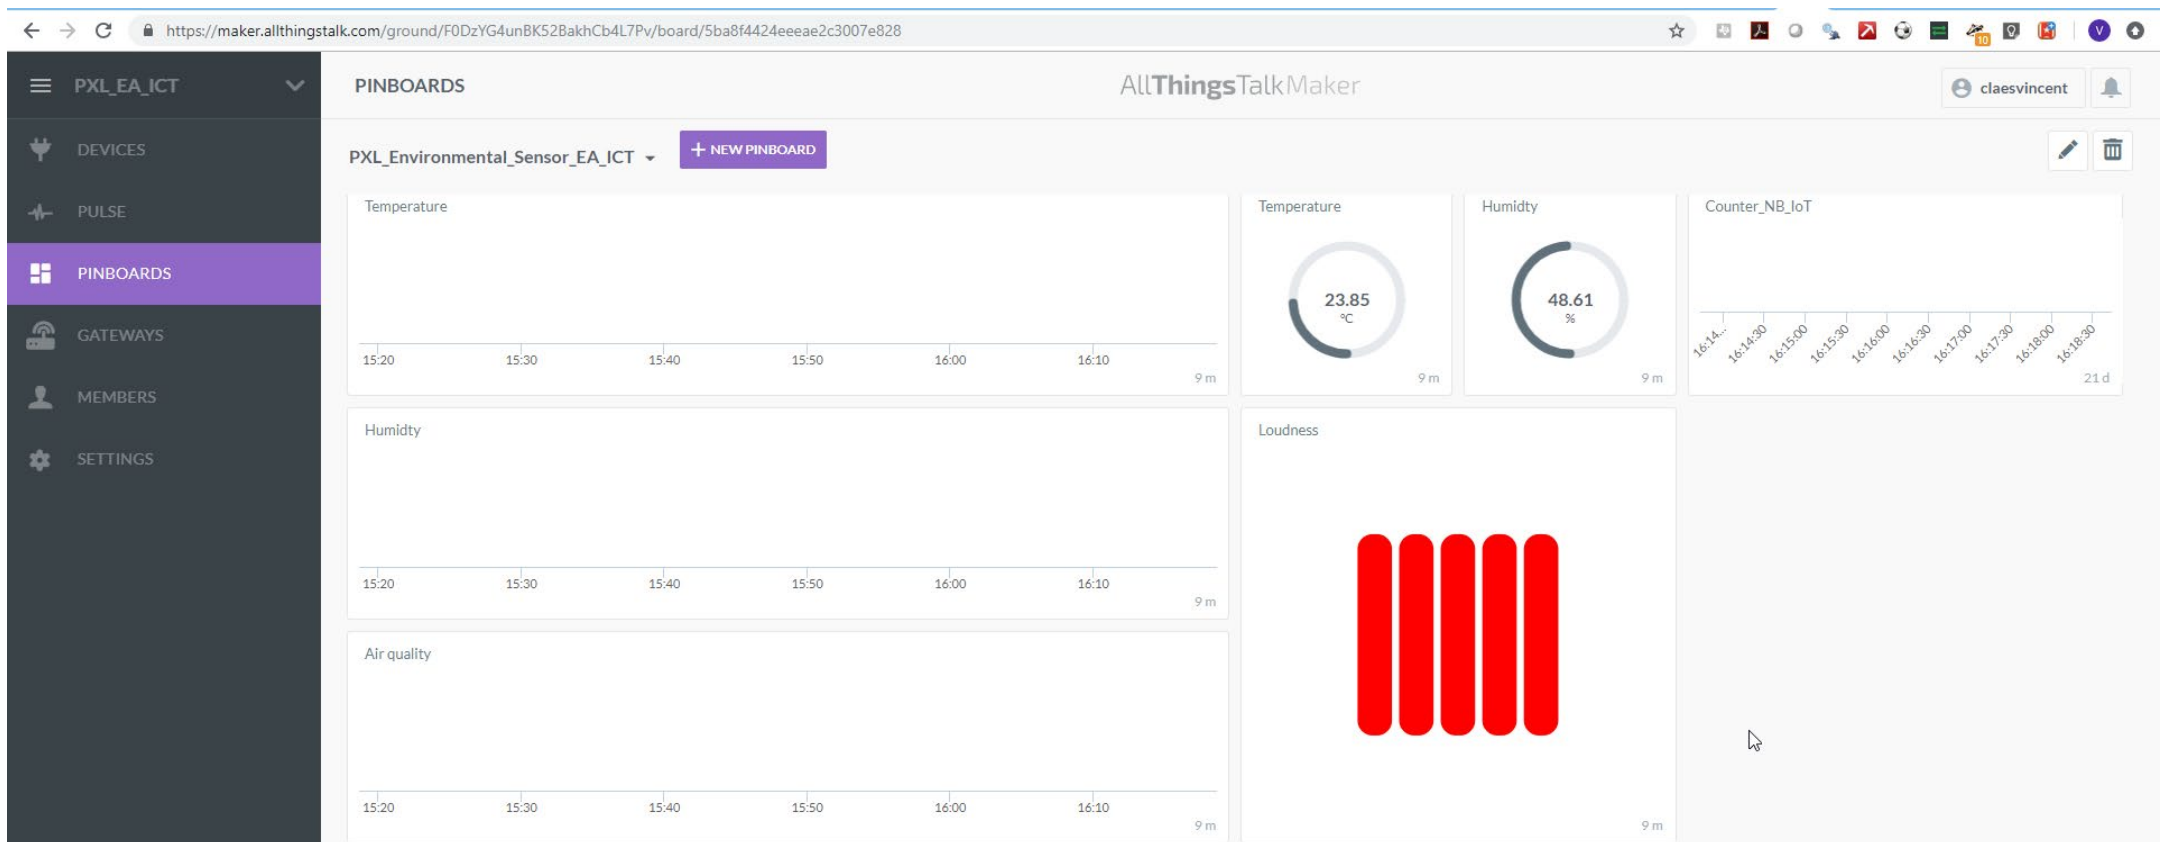 https://maker.allthingstalk.com/ground/F0DzYG4unBK52BakhCb4L7Pv/board/5ba8f4424eeeae2c3007e828
10
V
PXL_EA_ICT
PINBOARDS
AllThingsTalkMaker
claesvincent
DEVICES
PULSE
PINBOARDS
GATEWAYS
MEMBERS
SETTINGS
PXL_Environmental_Sensor_EA_ICT
+ NEW PINBOARD
Temperature
15:20 15:30 15:40 15:50 16:00 16:10
9 m
Temperature
23.85
°C
9 m
Humidty
48.61
%
9 m
Counter_NB_IoT
16:14... 16:14:30 16:15:00 16:15:30 16:16:00 16:16:30 16:17:00 16:17:30 16:18:00 16:18:30
21 d
Humidty
15:20 15:30 15:40 15:50 16:00 16:10
9 m
Loudness
9 m
Air quality
15:20 15:30 15:40 15:50 16:00 16:10
9 m